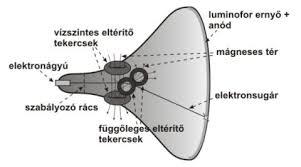 luminofor ernyő +
anód
vízszintes eltérítő
tekercsek
mágneses tér
elektronágyú
elektronsugár
szabályozó rács
függőleges eltérítő
tekercsek